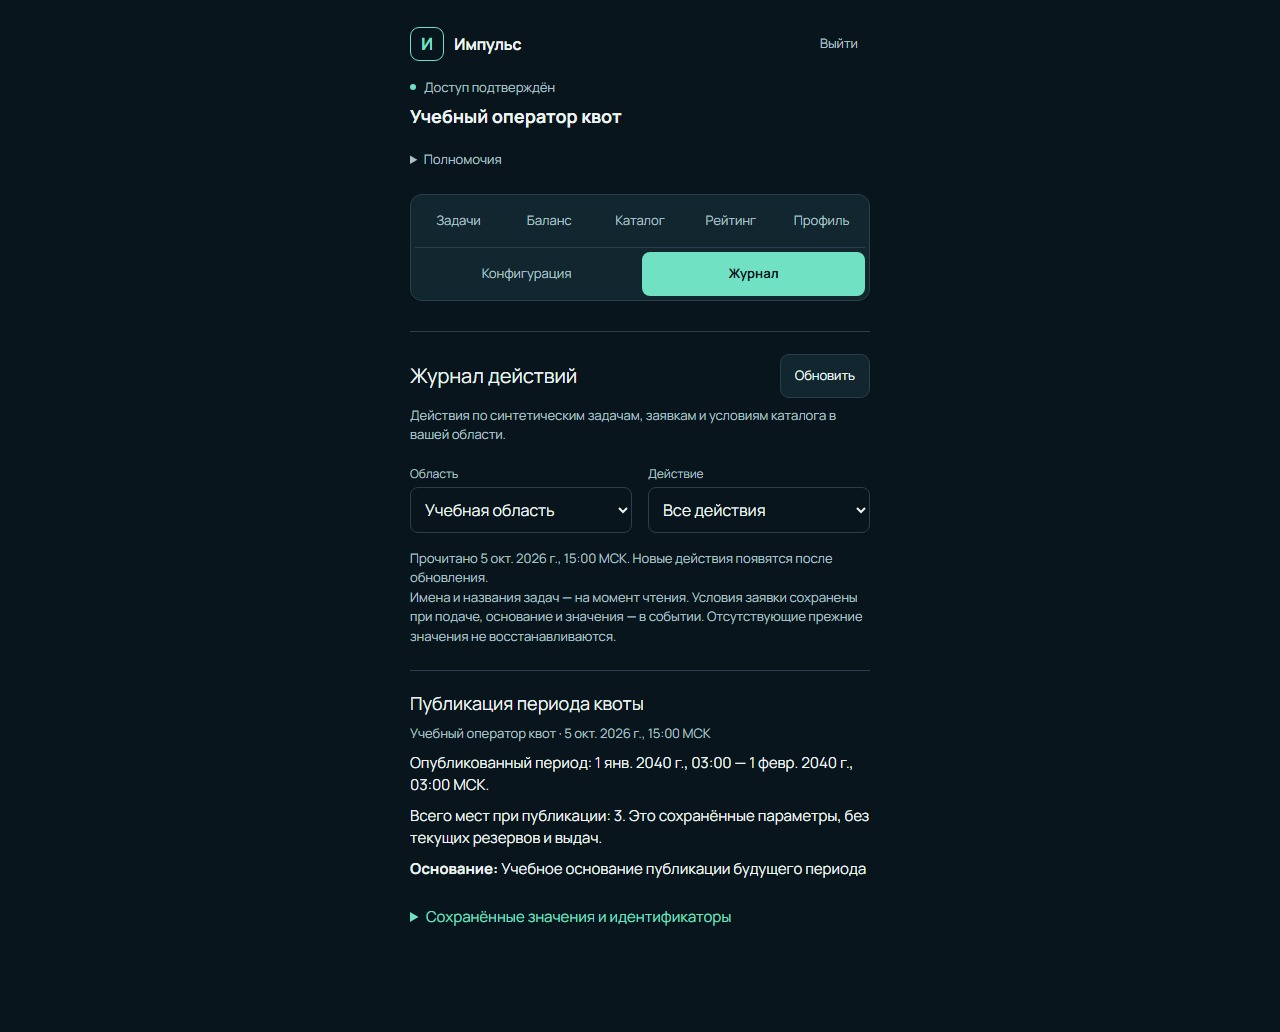 И Импульс
Выйти
Доступ подтверждён
Учебный оператор квот
Полномочия
Задачи Баланс Каталог Рейтинг Профиль
Конфигурация Журнал
Журнал действий
Обновить
Действия по синтетическим задачам, заявкам и условиям каталога в
вашей области.
Область Действие
Учебная область Все действия
Прочитано 5 окт. 2026 г., 15:00 МСК. Новые действия появятся после
обновления.
Имена и названия задач — на момент чтения. Условия заявки сохранены
при подаче, основание и значения — в событии. Отсутствующие прежние
значения не восстанавливаются.
Публикация периода квоты
Учебный оператор квот · 5 окт. 2026 г., 15:00 МСК
Опубликованный период: 1 янв. 2040 г., 03:00 — 1 февр. 2040 г.,
03:00 МСК.
Всего мест при публикации: 3. Это сохранённые параметры, без
текущих резервов и выдач.
Основание: Учебное основание публикации будущего периода
Сохранённые значения и идентификаторы